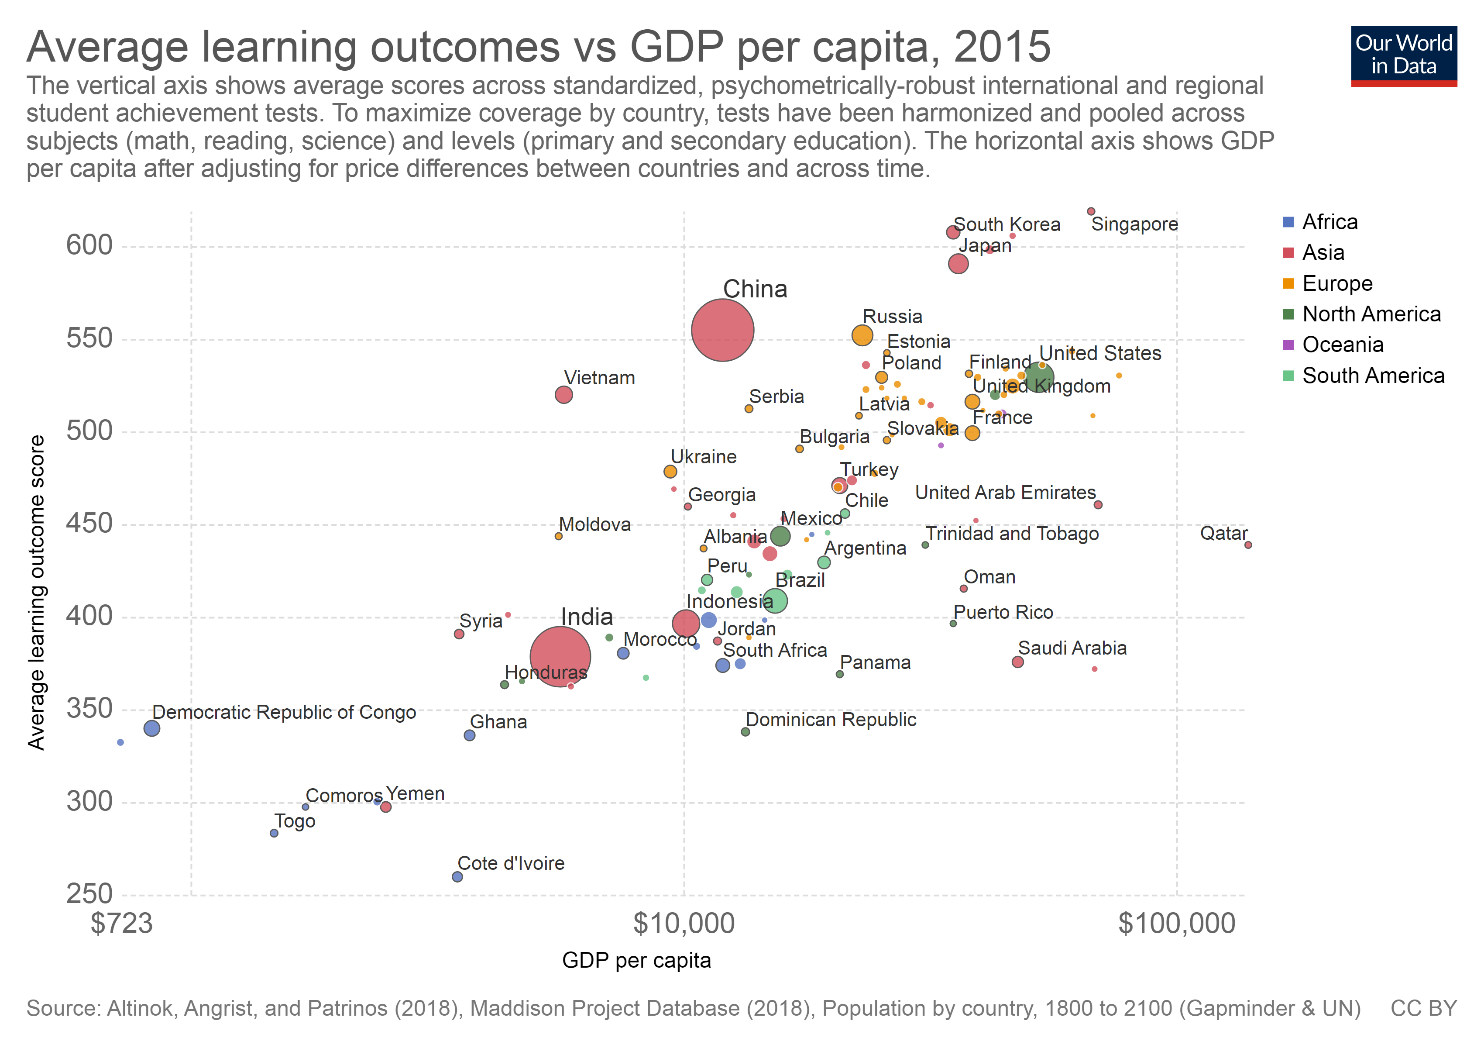 Average learning outcomes vs GDP per capita, 2015
Our World
in Data
The vertical axis shows average scores across standardized, psychometrically-robust international and regional
student achievement tests. To maximize coverage by country, tests have been harmonized and pooled across
subjects (math, reading, science) and levels (primary and secondary education). The horizontal axis shows GDP
per capita after adjusting for price differences between countries and across time.
Africa
Asia
Europe
North America
Oceania
South America
Average learning outcome score
600
550
500
450
400
350
300
250
South Korea
Singapore
Japan
China
Russia
Estonia
Poland
Finland
United States
Vietnam
United Kingdom
Serbia
Latvia
France
Bulgaria
Slovakia
Ukraine
Turkey
Georgia
Chile
United Arab Emirates
Moldova
Mexico
Albania
Trinidad and Tobago
Qatar
Argentina
Peru
Brazil
Oman
Indonesia
Puerto Rico
India
Syria
Jordan
Morocco
South Africa
Saudi Arabia
Panama
Honduras
Democratic Republic of Congo
Ghana
Dominican Republic
Comoros
Yemen
Togo
Cote d'Ivoire
$723
$10,000
$100,000
GDP per capita
Source: Altinok, Angrist, and Patrinos (2018), Maddison Project Database (2018), Population by country, 1800 to 2100 (Gapminder & UN)
CC BY